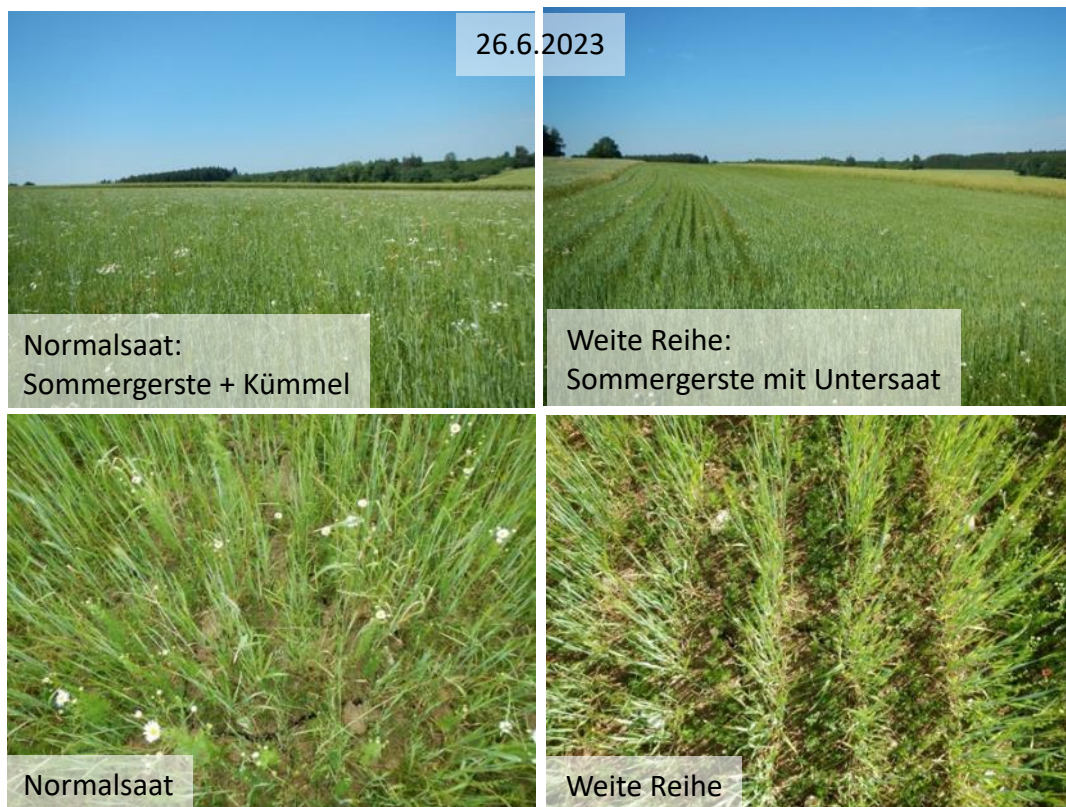 26.6.2023
Normalsaat:
Sommergerste + Kümmel
Weite Reihe:
Sommergerste mit Untersaat
Normalsaat
Weite Reihe